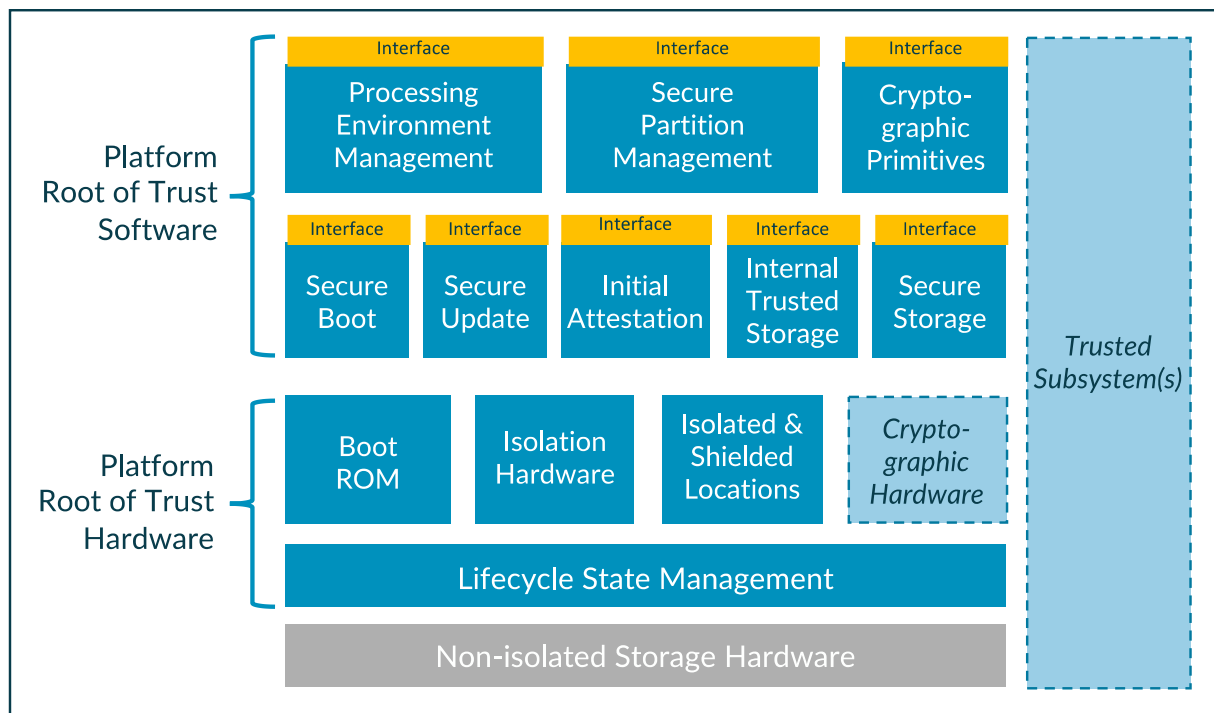 Interface
Processing
Environment
Management
Interface
Secure
Partition
Management
Interface
Crypto-
graphic
Primitives
Platform
Root of Trust
Software
Interface
Secure
Boot
Interface
Secure
Update
Interface
Initial
Attestation
Interface
Internal
Trusted
Storage
Interface
Secure
Storage
Trusted
Subsystem(s)
Platform
Root of Trust
Hardware
Boot
ROM
Isolation
Hardware
Isolated &
Shielded
Locations
Crypto-
graphic
Hardware
Lifecycle State Management
Non-isolated Storage Hardware